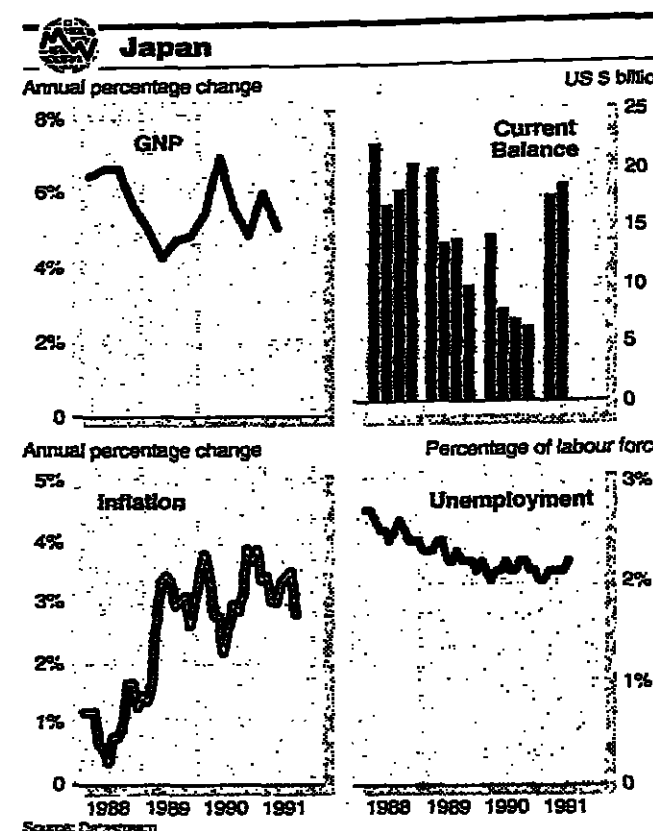 Japan
Annual percentage change
US $ billio
GNP
8%
6%
4%
2%
0
Current
Balance
25
20
15
10
5
0
Annual percentage change
Percentage of labour forc
Inflation
5%
4%
3%
2%
1%
0
Unemployment
3%
2%
1%
0
1988 1989 1990 1991
1988 1989 1990 1991
Source: Datastream